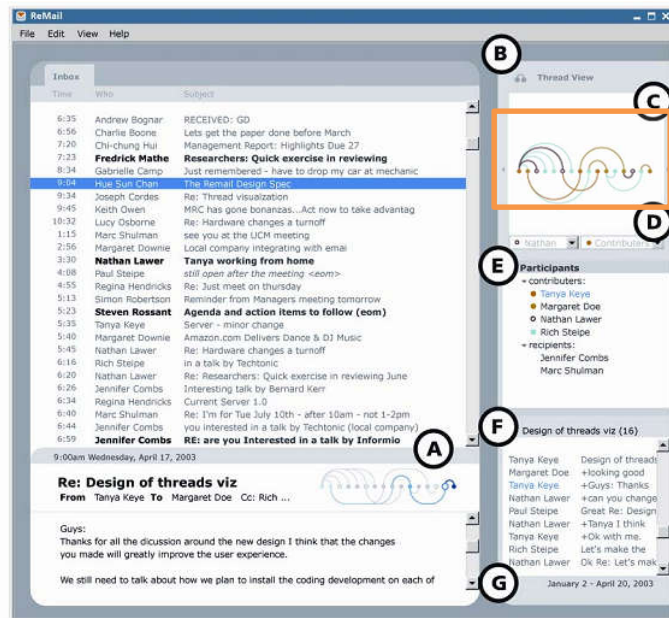 ReMail
File Edit View Help
B
Inbox
Thread View
Time Who Subject
C
6:35 Andrew Bognar RECEIVED: GD
6:56 Charlie Boone Lets get the paper done before March
7:20 Chi-chung Hui Management Report: Highlights Due 27
7:23 Fredrick Mathe Researchers: Quick exercise in reviewing
8:34 Gabrielle Camp Just remembered - have to drop my car at mechanic
9:04 Hue Sun Chan The Remail Design Spec
9:34 Joseph Cordes Re: Thread visualization
9:45 Keith Owen MRC has gone bonanzas...Act now to take advantag
10:32 Lucy Osborne Re: Hardware changes a turnoff
1:15 Marc Shulman see you at the UCM meeting
2:56 Margaret Downie Local company integrating with emai
3:30 Nathan Lawer Tanya working from home
4:08 Paul Steipe still open after the meeting <eom>
4:55 Regina Hendricks Re: Just meet on thursday
5:13 Simon Robertson Reminder from Managers meeting tomorrow
5:23 Steven Rossant Agenda and action items to follow (eom)
5:35 Tanya Keye Server - minor change
5:40 Margaret Downie Amazon.com Delivers Dance & DJ Music
5:45 Nathan Lawer Re: Hardware changes a turnoff
6:16 Rich Steipe in a talk by Techtonic
6:20 Nathan Lawer Re: Researchers: Quick exercise in reviewing June
6:26 Jennifer Combs Interesting talk by Bernard Kerr
6:34 Regina Hendricks Current Server 1.0
6:40 Marc Shulman Re: I'm for Tue July 10th - after 10am - not 1-2pm
6:44 Jennifer Combs you interested in a talk by Techtonic (local company)
6:59 Jennifer Combs RE: are you Interested in a talk by Informio
D
Nathan Contributers
E
Participants
contributers:
Tanya Keye
Margaret Doe
Nathan Lawer
Rich Steipe
recipients:
Jennifer Combs
Marc Shulman
A
9:00am Wednesday, April 17, 2003
Re: Design of threads viz
From Tanya Keye To Margaret Doe Cc: Rich ...
Guys:
Thanks for all the dicussion around the new design I think that the changes
you made will greatly improve the user experience.
We still need to talk about how we plan to install the coding development on each of
F
Design of threads viz (16)
Tanya Keye Design of threads
Margaret Doe +looking good
Tanya Keye +Guys: Thanks
Nathan Lawer +can you change
Paul Steipe Great Re: Design
Nathan Lawer +Tanya I think
Tanya Keye +Ok with me.
Rich Steipe Let's make the
Nathan Lawer Ok Re: Let's mak
G
January 2 - April 20, 2003